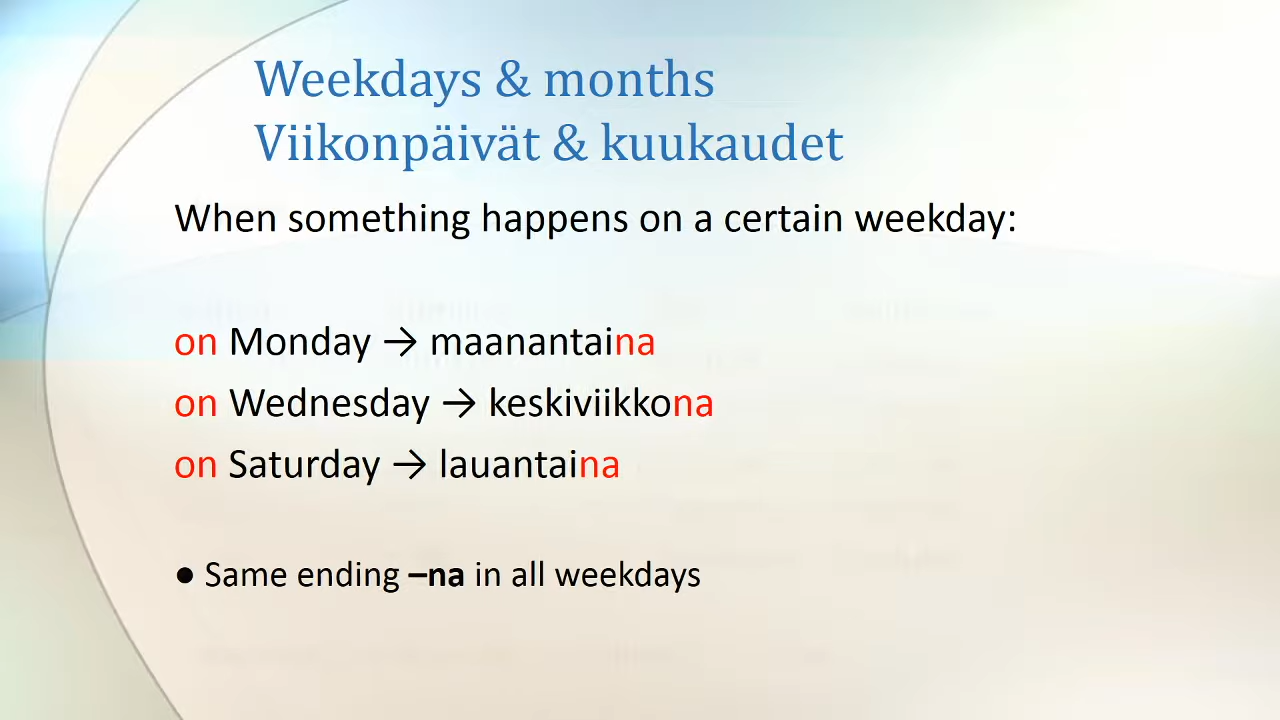 Weekdays & months
Viikonpäivät & kuukaudet
When something happens on a certain weekday:
on Monday → maanantaina
on Wednesday → keskiviikkona
on Saturday → lauantaina
● Same ending –na in all weekdays